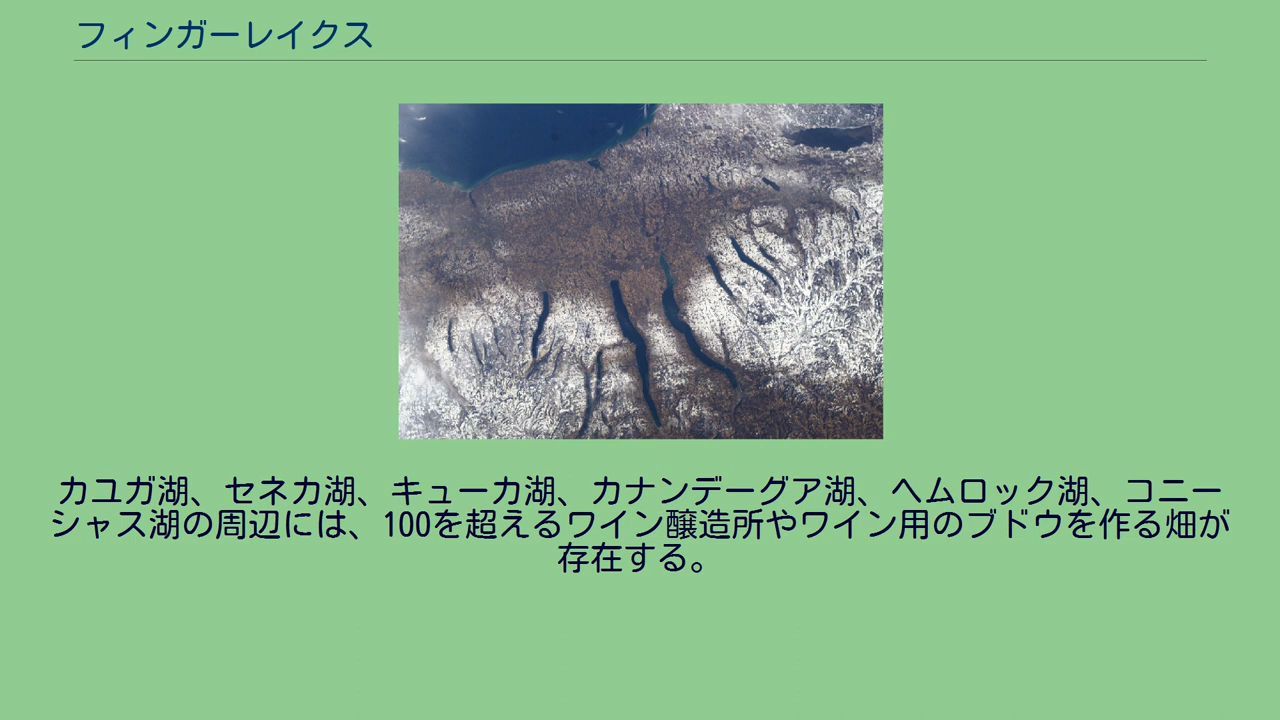 フィンガーレイクス
カユガ湖、セネカ湖、キューカ湖、カナンデーグア湖、ヘムロック湖、コニー
シャス湖の周辺には、100を超えるワイン醸造所やワイン用のブドウを作る畑が
存在する。